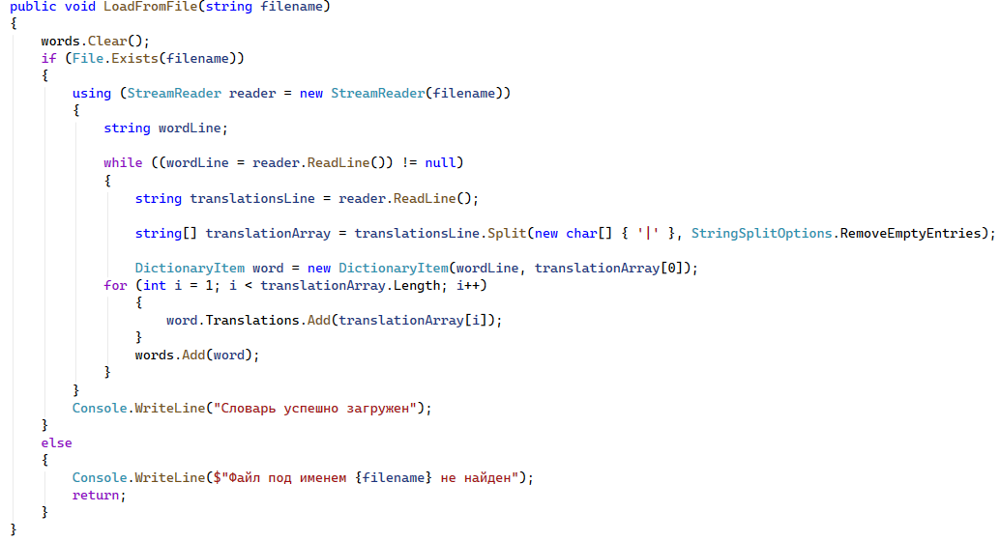 public void LoadFromFile(string filename)
{
    words.Clear();
    if (File.Exists(filename))
    {
        using (StreamReader reader = new StreamReader(filename))
        {
            string wordLine;

            while ((wordLine = reader.ReadLine()) != null)
            {
                string translationsLine = reader.ReadLine();

                string[] translationArray = translationsLine.Split(new char[] { '|' }, StringSplitOptions.RemoveEmptyEntries);

                DictionaryItem word = new DictionaryItem(wordLine, translationArray[0]);
            for (int i = 1; i < translationArray.Length; i++)
                {
                    word.Translations.Add(translationArray[i]);
                }
                words.Add(word);
            }
        }
        Console.WriteLine("Словарь успешно загружен");
    }
    else
    {
        Console.WriteLine($"Файл под именем {filename} не найден");
        return;
    }
}